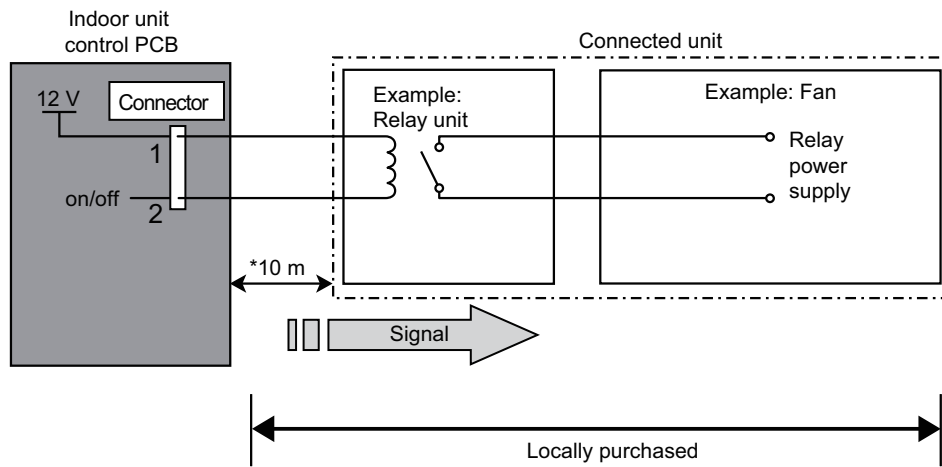 Indoor unit
control PCB
Connected unit
12 V
Connector
Example:
Relay unit
Example: Fan
1
Relay
power
supply
on/off
2
*10 m
Signal
Locally purchased